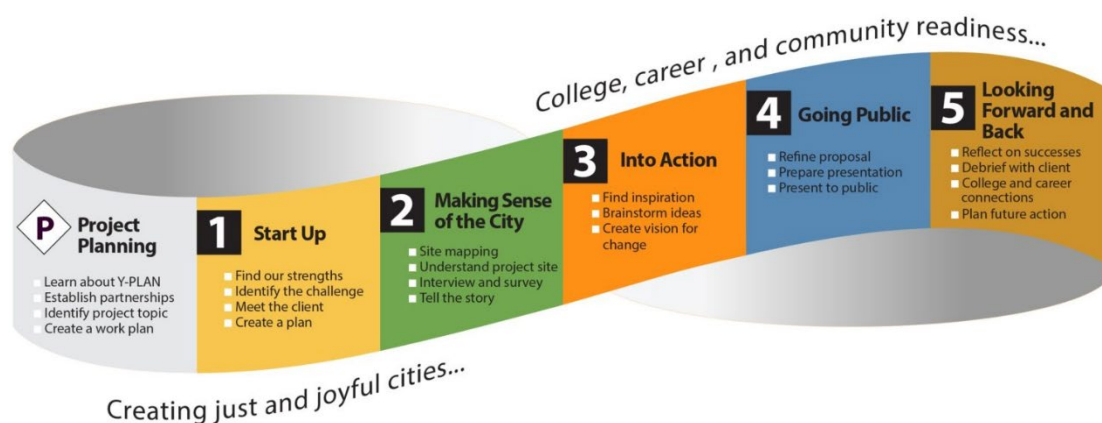 College, career , and community readiness...
P
Project
Planning
Learn about Y-PLAN
Establish partnerships
Identify project topic
Create a work plan
1
Start Up
Find our strengths
Identify the challenge
Meet the client
Create a plan
2
Making Sense
of the City
Site mapping
Understand project site
Interview and survey
Tell the story
3
Into Action
Find inspiration
Brainstorm ideas
Create vision for
change
4
Going Public
Refine proposal
Prepare presentation
Present to public
5
Looking
Forward and
Back
Reflect on successes
Debrief with client
College and career
connections
Plan future action
Creating just and joyful cities...